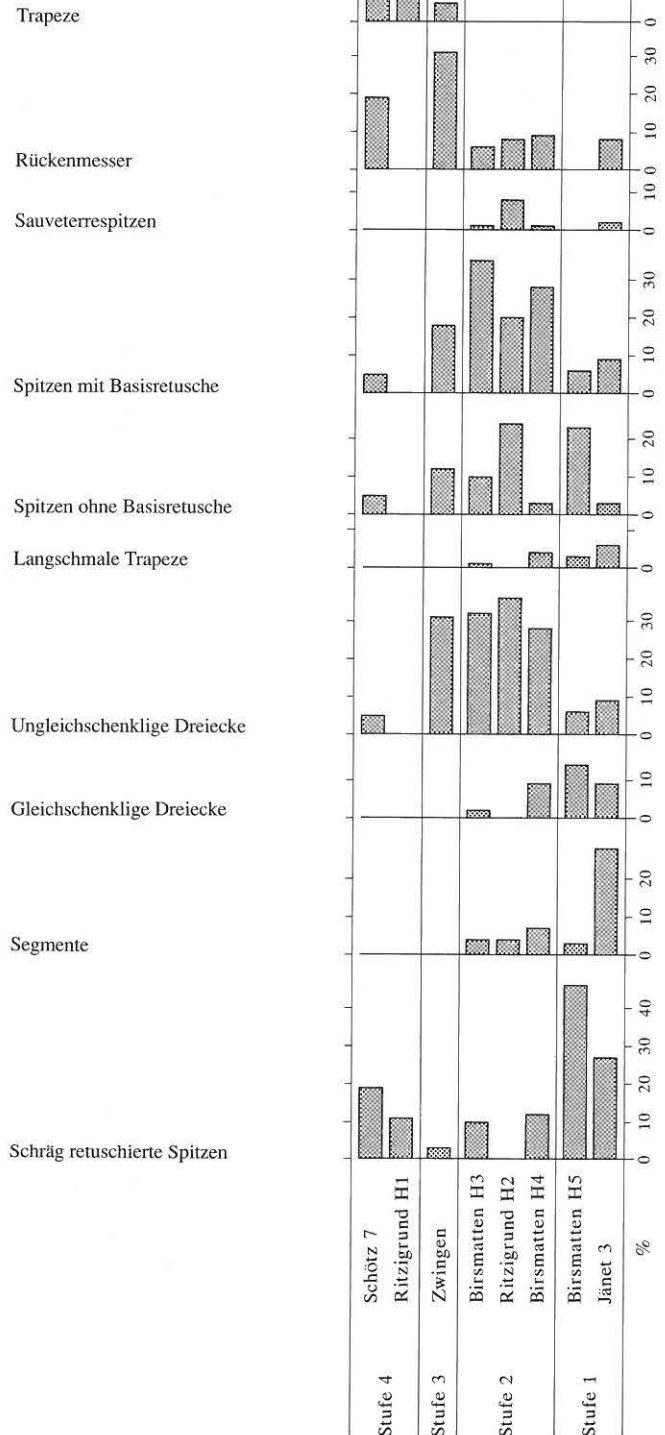 Trapeze
0
30
20
10
Rückenmesser
0
10
Sauveterrespitzen
0
30
20
10
Spitzen mit Basisretusche
0
20
10
Spitzen ohne Basisretusche
0
Langschmale Trapeze
0
30
20
10
Ungleichschenklige Dreiecke
0
10
Gleichschenklige Dreiecke
0
20
10
Segmente
0
40
30
20
10
Schräg retuschierte Spitzen
0
Schötz 7
Ritzigrund H1
Zwingen
Birsmatten H3
Ritzigrund H2
Birsmatten H4
Birsmatten H5
Jänet 3
%
Stufe 4
Stufe 3
Stufe 2
Stufe 1